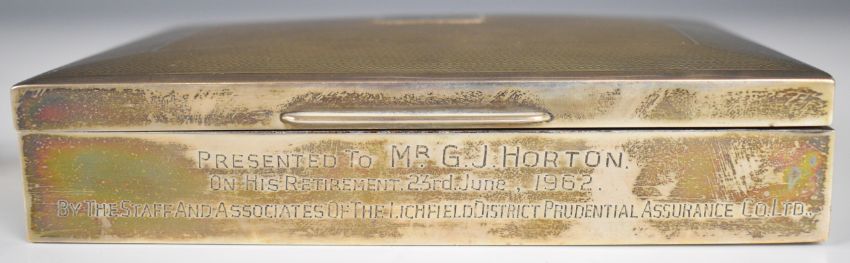 PRESENTED TO MR. G.J. HORTON.
ON HIS RETIREMENT, 23rd. June, 1962.
BY THE STAFF AND ASSOCIATES OF THE LICHFIELD DISTRICT PRUDENTIAL ASSURANCE CO. LTD.,